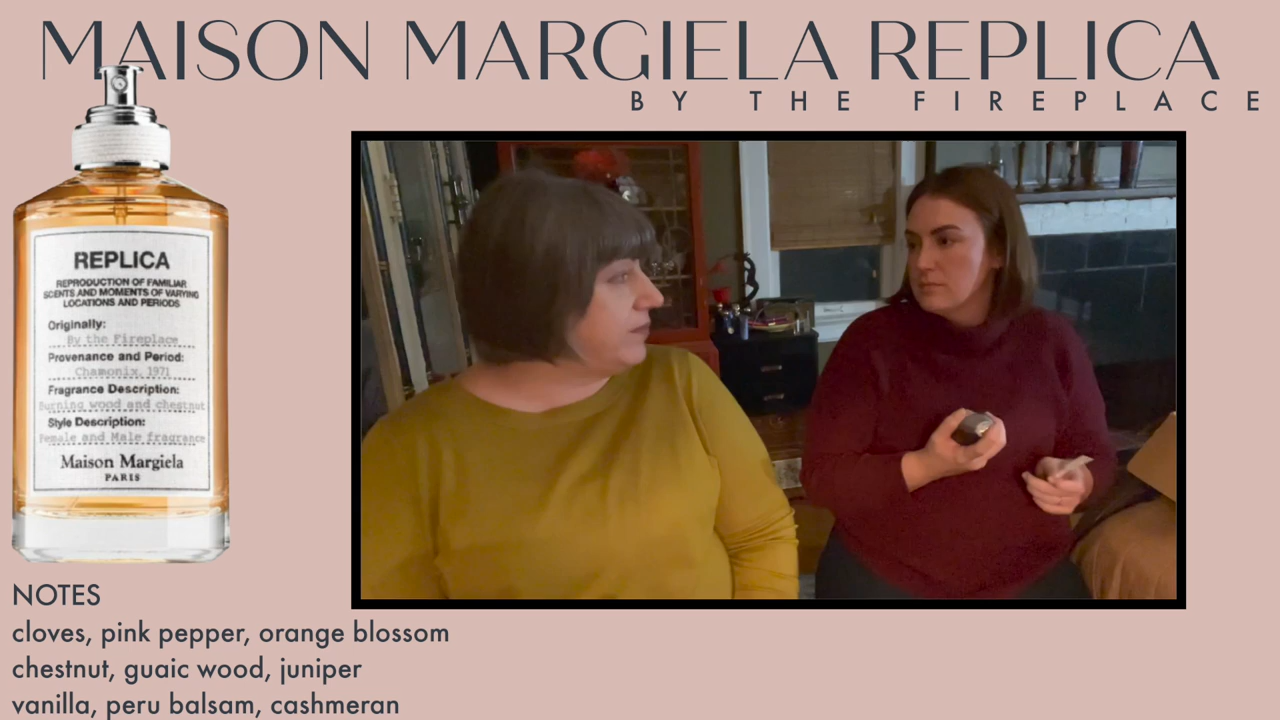 MAISON MARGIELA REPLICA
BY THE FIREPLACE
REPLICA
REPRODUCTION OF FAMILIAR
SCENTS AND MOMENTS OF VARYING
LOCATIONS AND PERIODS
Originally:
By the Fireplace
Provenance and Period:
Chamonix, 1971
Fragrance Description:
Burning wood and chestnut
Style Description:
Female and Male fragrance
Maison Margiela
PARIS
NOTES
cloves, pink pepper, orange blossom
chestnut, guaic wood, juniper
vanilla, peru balsam, cashmeran